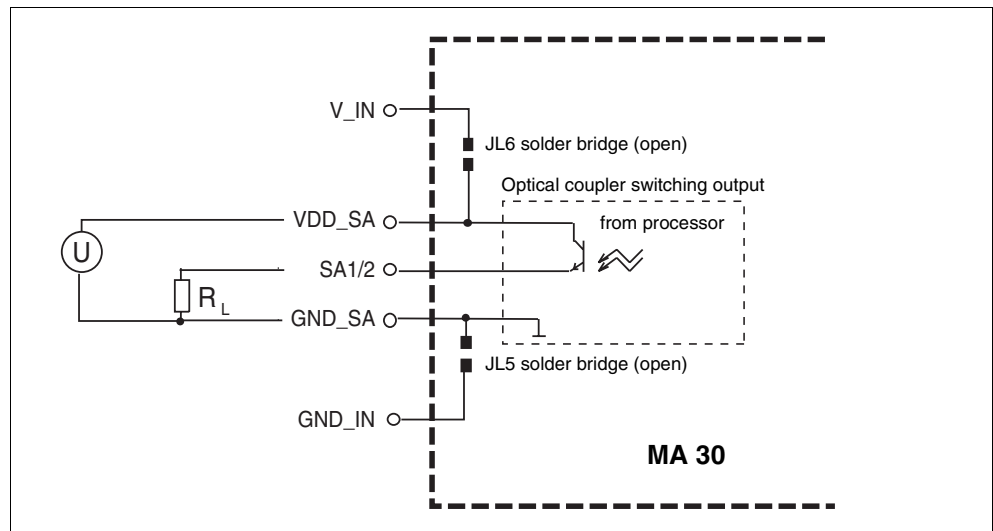 V_IN
JL6 solder bridge (open)
Optical coupler switching output
VDD_SA
from processor
U
SA1/2
R L
GND_SA
JL5 solder bridge (open)
GND_IN
MA 30